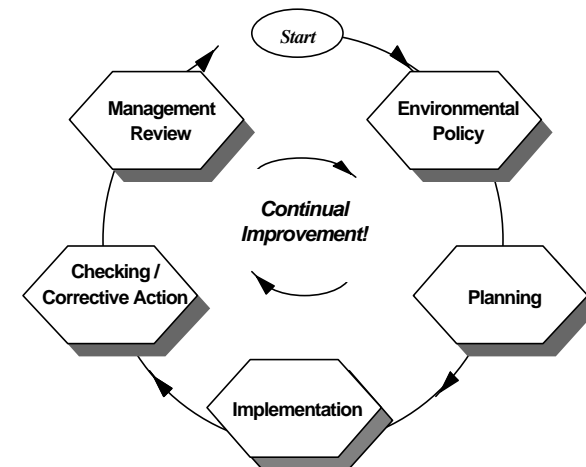 Start
Environmental
Policy
Planning
Implementation
Checking /
Corrective Action
Management
Review
Continual
Improvement!